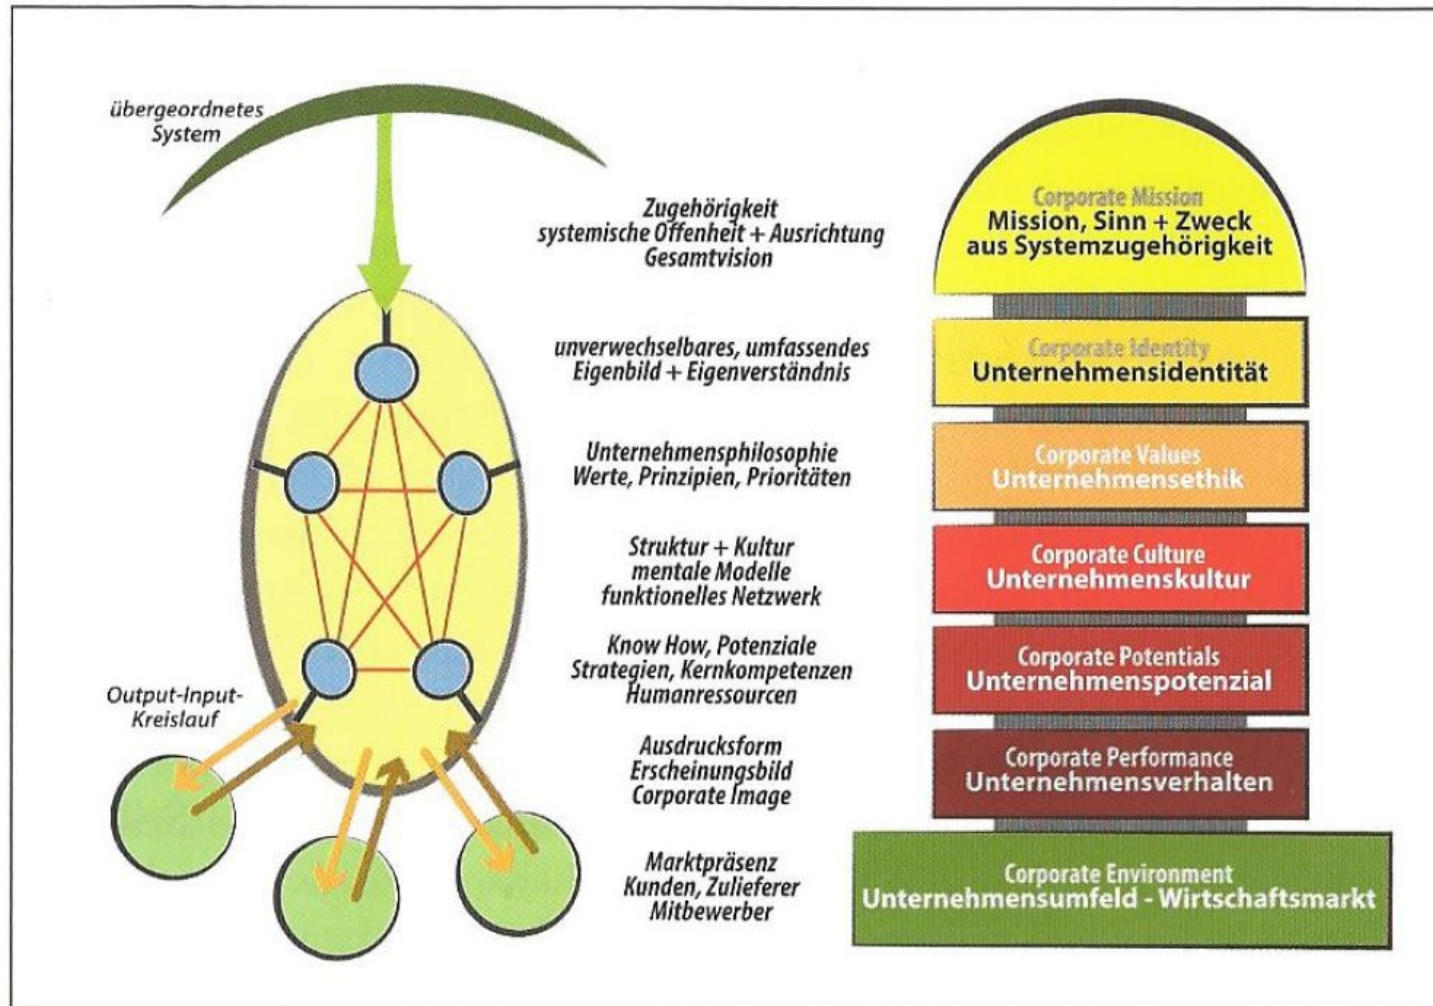 übergeordnetes
System
Zugehörigkeit
systemische Offenheit + Ausrichtung
Gesamtvision
Corporate Mission
Mission, Sinn + Zweck
aus Systemzugehörigkeit
unverwechselbares, umfassendes
Eigenbild + Eigenverständnis
Corporate Identity
Unternehmensidentität
Unternehmensphilosophie
Werte, Prinzipien, Prioritäten
Corporate Values
Unternehmensethik
Struktur + Kultur
mentale Modelle
funktionelles Netzwerk
Corporate Culture
Unternehmenskultur
Know How, Potenziale
Strategien, Kernkompetenzen
Humanressourcen
Corporate Potentials
Unternehmenspotenzial
Output-Input-
Kreislauf
Ausdrucksform
Erscheinungsbild
Corporate Image
Corporate Performance
Unternehmensverhalten
Marktpräsenz
Kunden, Zulieferer
Mitbewerber
Corporate Environment
Unternehmensumfeld - Wirtschaftsmarkt